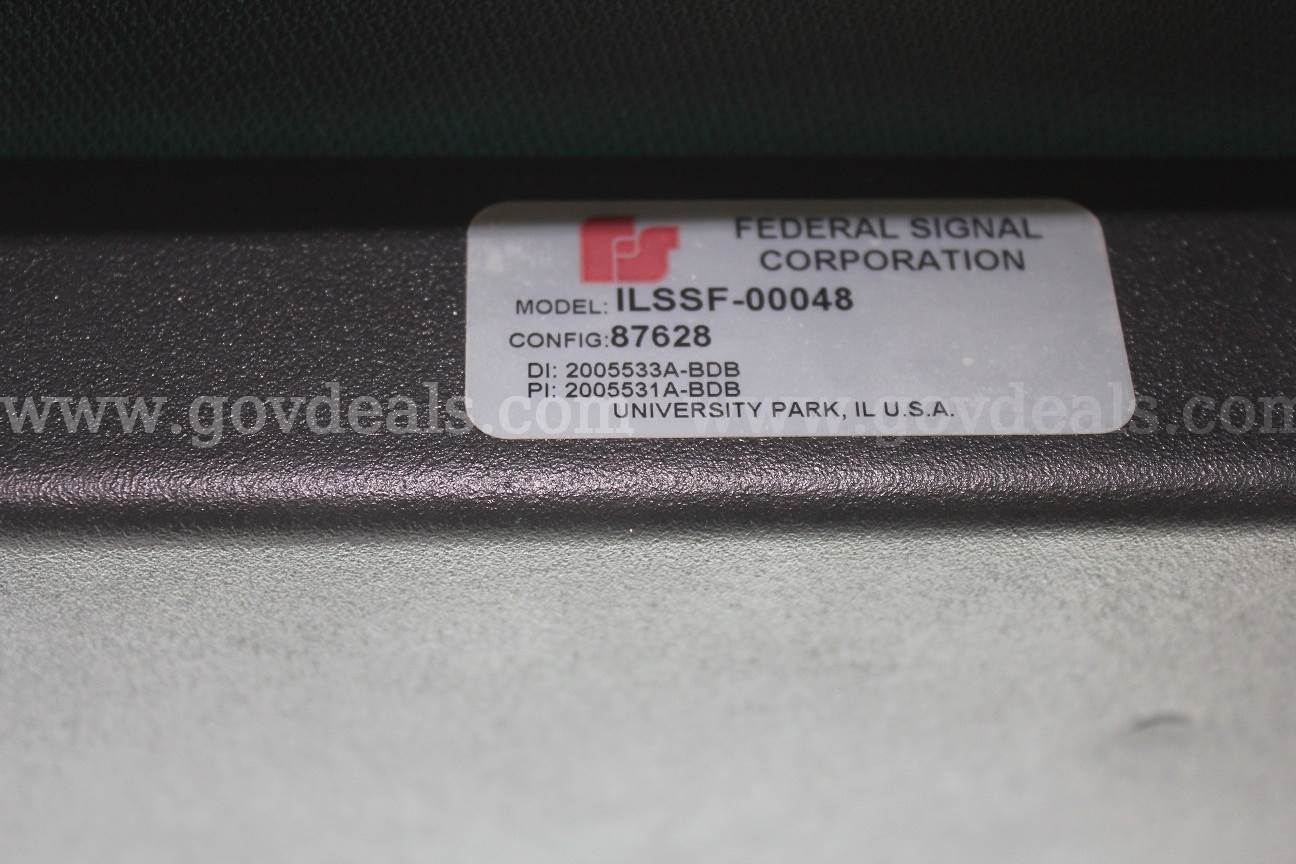 FS
FEDERAL SIGNAL
CORPORATION
MODEL: ILSSF-00048
CONFIG:87628
DI: 2005533A-BDB
PI: 2005531A-BDB
UNIVERSITY PARK, IL U.S.A.
www.govdeals.com
www.govdeals.com